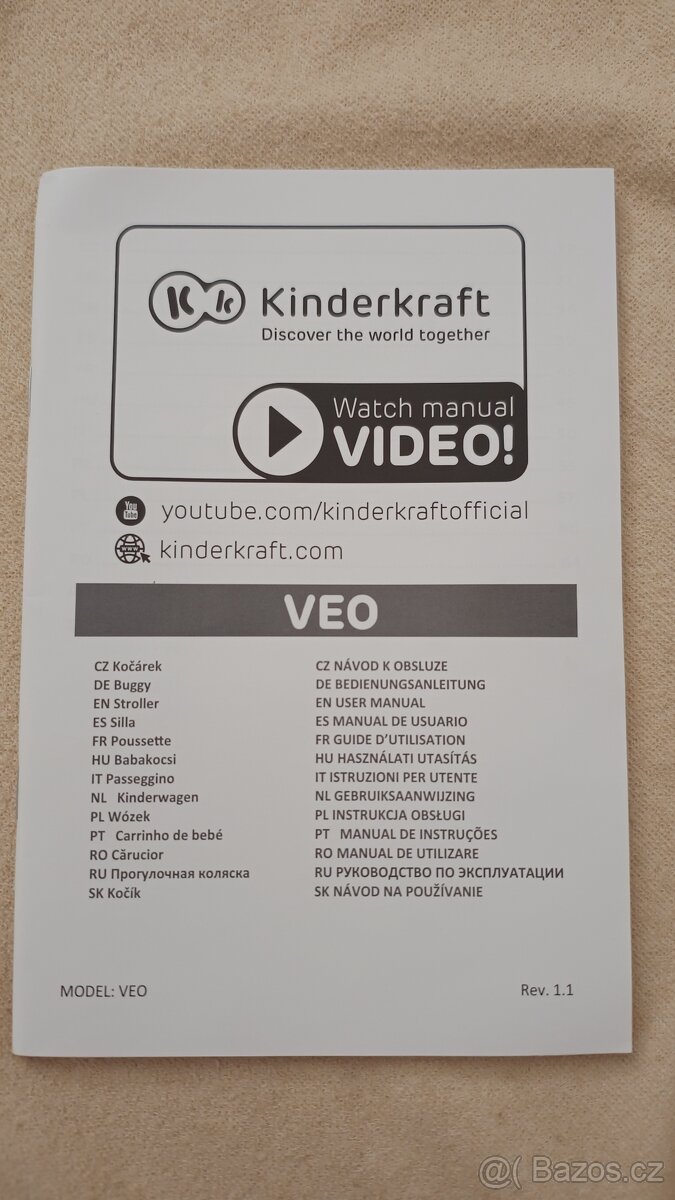 K k Kinderkraft
Discover the world together
Watch manual
VIDEO!
You Tube youtube.com/kinderkraftofficial
www kinderkraft.com
VEO
CZ Kočárek CZ NÁVOD K OBSLUZE
DE Buggy DE BEDIENUNGSANLEITUNG
EN Stroller EN USER MANUAL
ES Silla ES MANUAL DE USUARIO
FR Poussette FR GUIDE D'UTILISATION
HU Babakocsi HU HASZNÁLATI UTASÍTÁS
IT Passeggino IT ISTRUZIONI PER UTENTE
NL Kinderwagen NL GEBRUIKSAANWIJZING
PL Wózek PL INSTRUKCJA OBSŁUGI
PT Carrinho de bebé PT MANUAL DE INSTRUÇÕES
RO Cărucior RO MANUAL DE UTILIZARE
RU Прогулочная коляска RU РУКОВОДСТВО ПО ЭКСПЛУАТАЦИИ
SK Kočík SK NÁVOD NA POUŽÍVANIE
MODEL: VEO Rev. 1.1
@( Bazos.cz